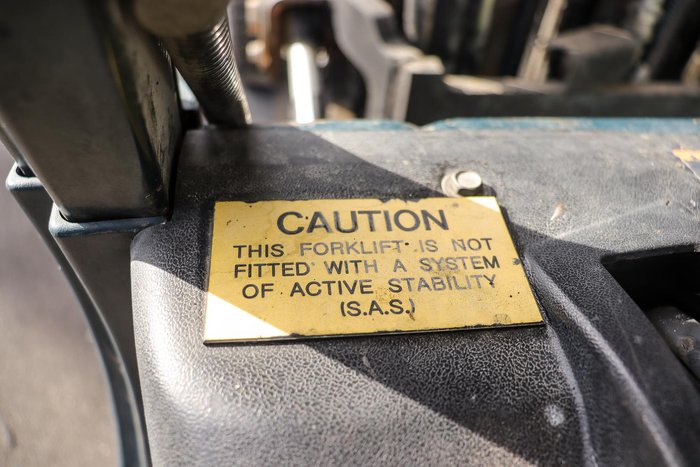 CAUTION
THIS FORKLIFT IS NOT
FITTED WITH A SYSTEM
OF ACTIVE STABILITY
(S.A.S.)